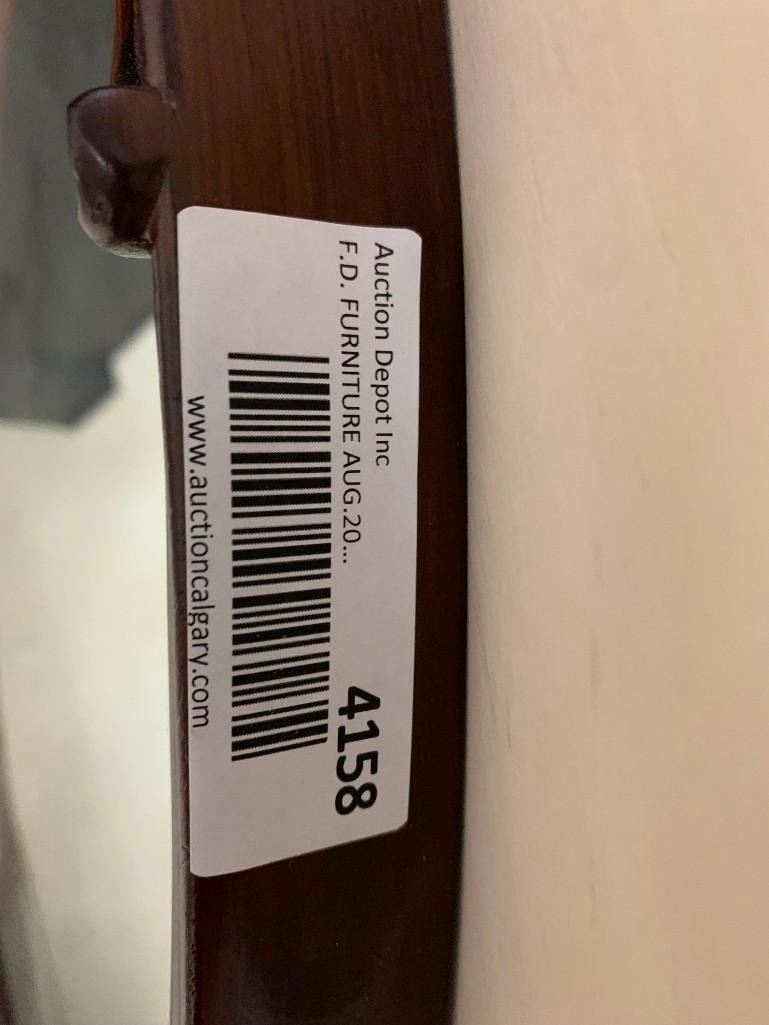 Auction Depot Inc
F.D. FURNITURE AUG.20...
4158
www.auctioncalgary.com